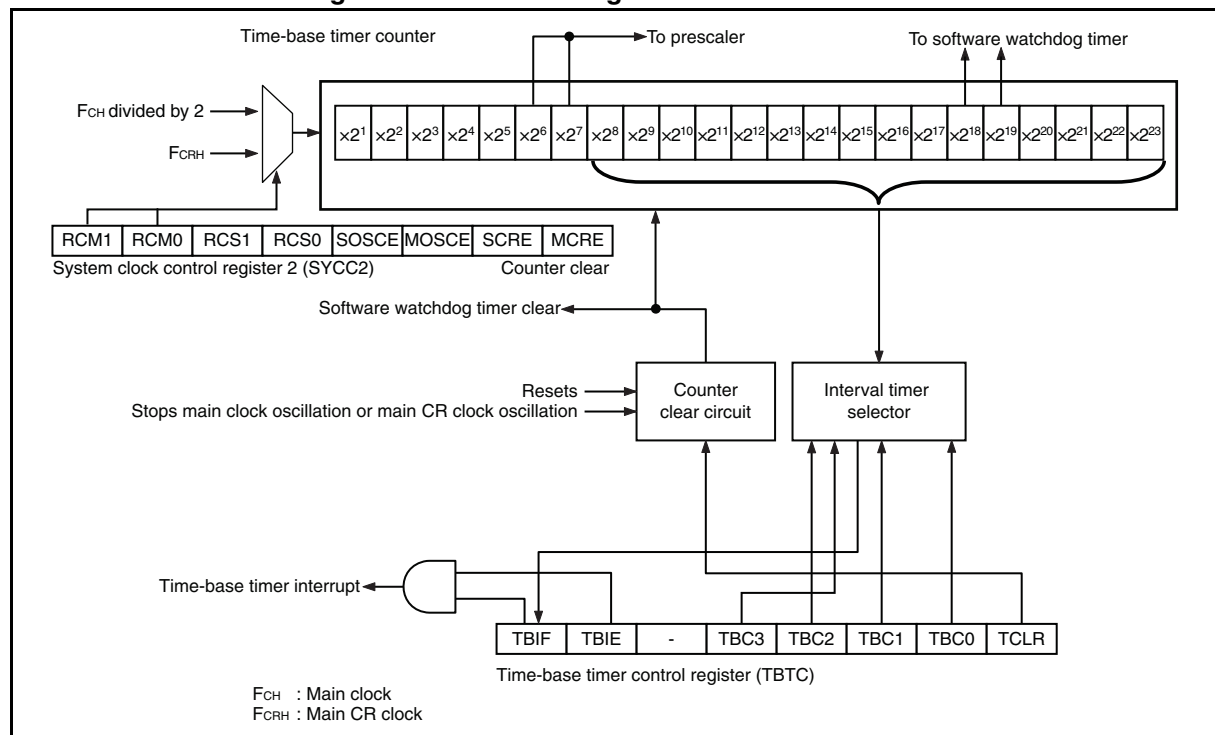 Time-base timer counter
To prescaler
To software watchdog timer
FCH divided by 2
FCRH
×2¹ ×2² ×2³ ×2⁴ ×2⁵ ×2⁶ ×2⁷ ×2⁸ ×2⁹ ×2¹⁰ ×2¹¹ ×2¹² ×2¹³ ×2¹⁴ ×2¹⁵ ×2¹⁶ ×2¹⁷ ×2¹⁸ ×2¹⁹ ×2²⁰ ×2²¹ ×2²² ×2²³
RCM1 RCM0 RCS1 RCS0 SOSCE MOSCE SCRE MCRE
System clock control register 2 (SYCC2) Counter clear
Software watchdog timer clear
Resets
Stops main clock oscillation or main CR clock oscillation
Counter
clear circuit
Interval timer
selector
Time-base timer interrupt
TBIF TBIE - TBC3 TBC2 TBC1 TBC0 TCLR
Time-base timer control register (TBTC)
FCH : Main clock
FCRH : Main CR clock